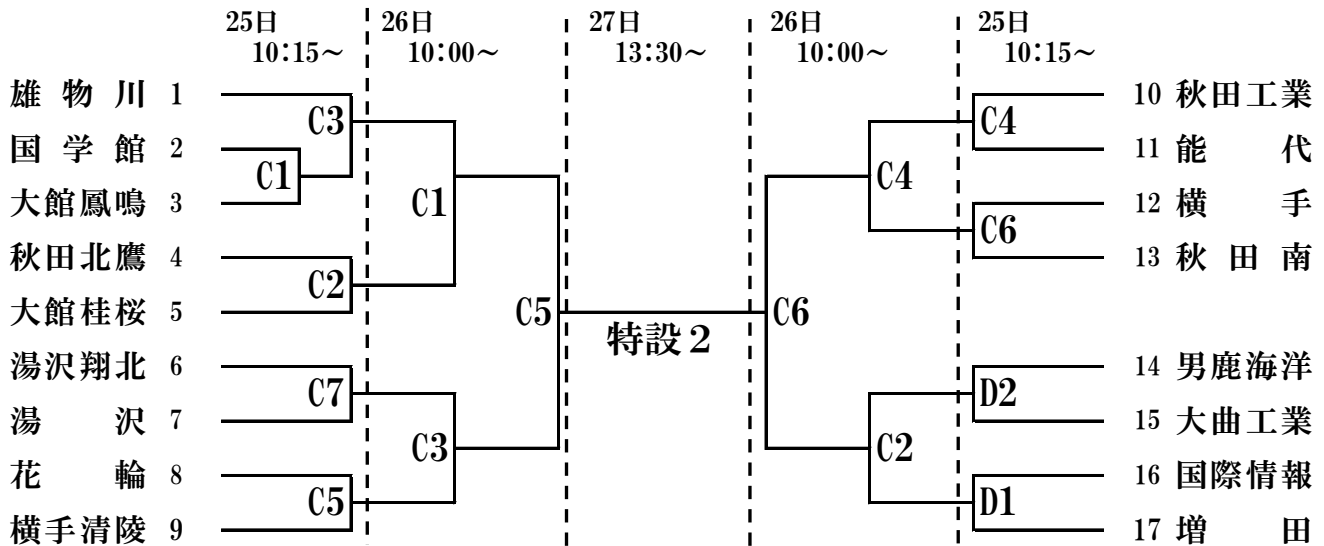 25日 26日 27日 26日 25日
10:15～ 10:00～ 13:30～ 10:00～ 10:15～
雄物川 1
国学館 2
大館鳳鳴 3
秋田北鷹 4
大館桂桜 5
湯沢翔北 6
湯沢 7
花輪 8
横手清陵 9
C3
C1
C2
C7
C5
C1
C3
C5
特設2
C6
C4
C2
C4
C6
D2
D1
10 秋田工業
11 能代
12 横手
13 秋田南
14 男鹿海洋
15 大曲工業
16 国際情報
17 増田